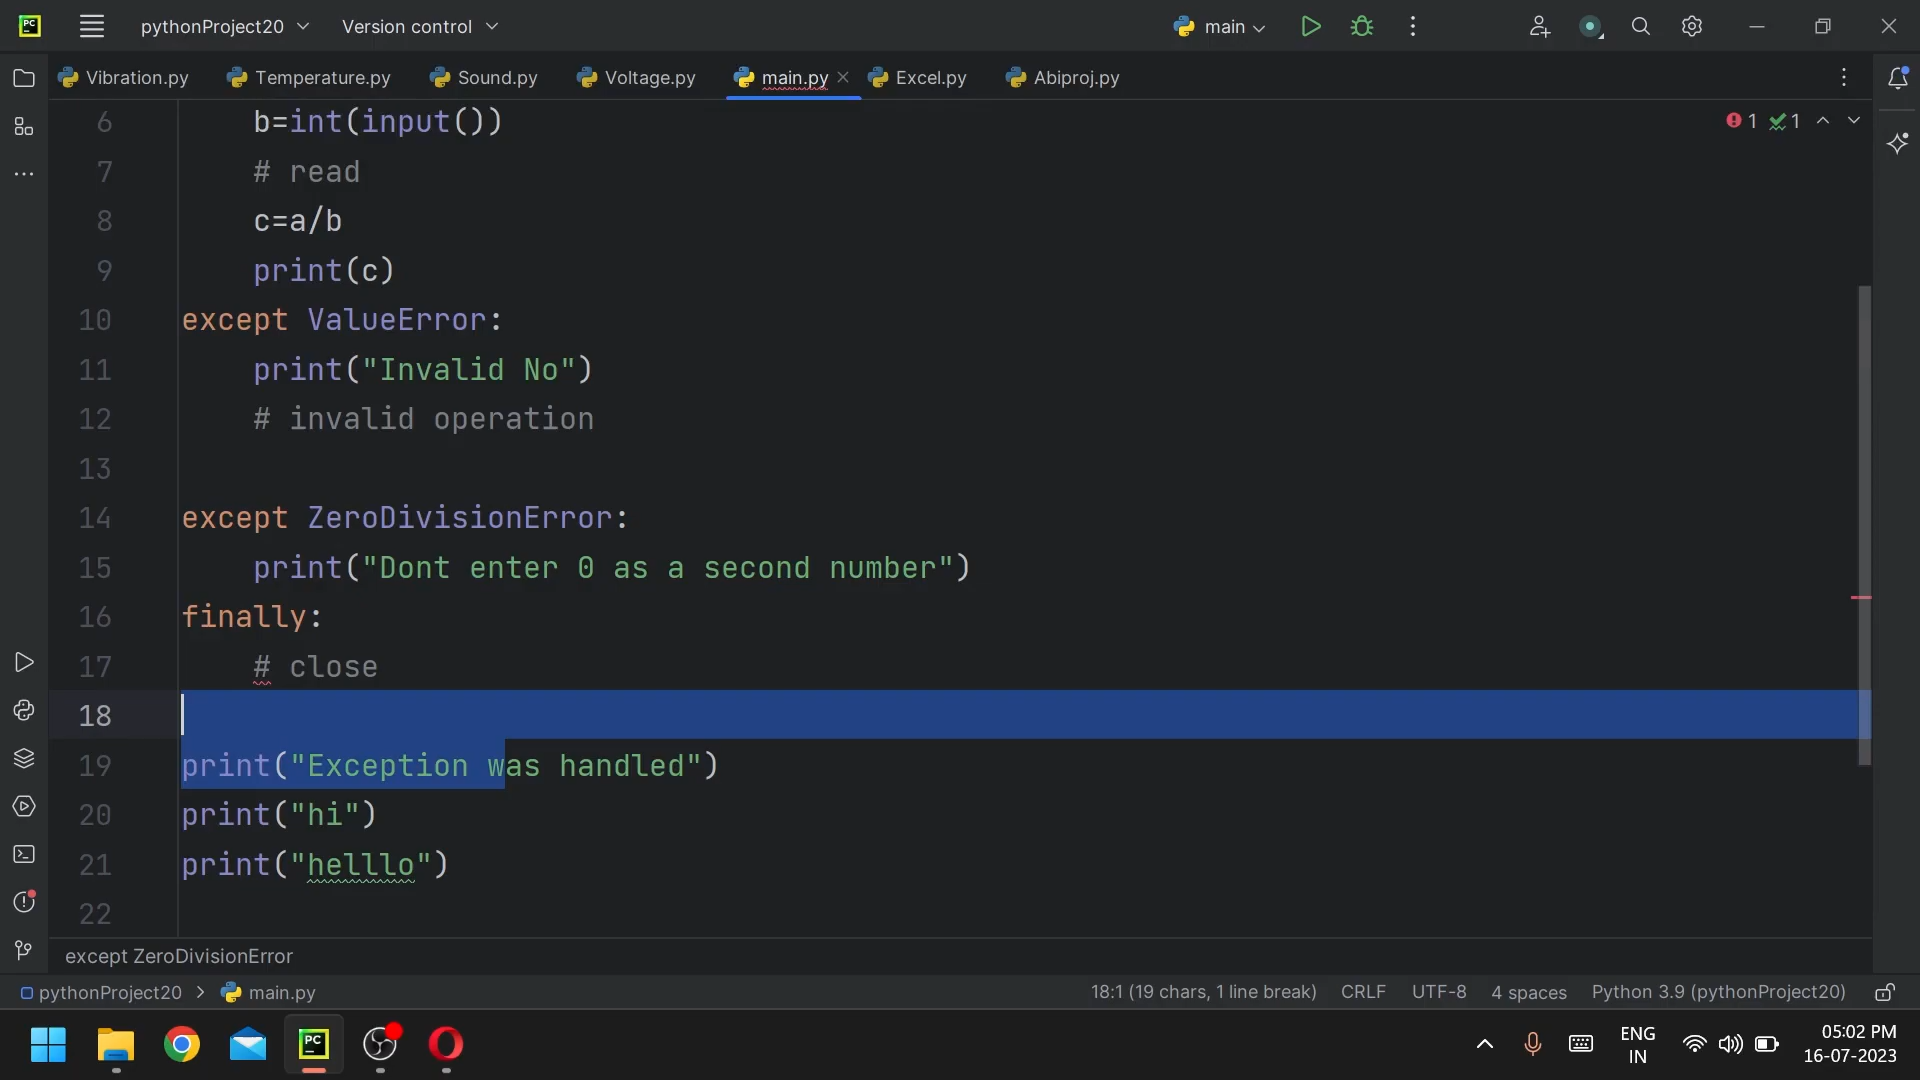 PC
pythonProject20
Version control
main
Vibration.py
Temperature.py
Sound.py
Voltage.py
main.py
Excel.py
Abiproj.py
1 1
6 b=int(input())
7 # read
8 c=a/b
9 print(c)
10 except ValueError:
11 print("Invalid No")
12 # invalid operation
13
14 except ZeroDivisionError:
15 print("Dont enter 0 as a second number")
16 finally:
17 # close
18
19 print("Exception was handled")
20 print("hi")
21 print("helllo")
22
except ZeroDivisionError
pythonProject20 > main.py
18:1 (19 chars, 1 line break) CRLF UTF-8 4 spaces Python 3.9 (pythonProject20)
PC
ENG
IN
05:02 PM
16-07-2023